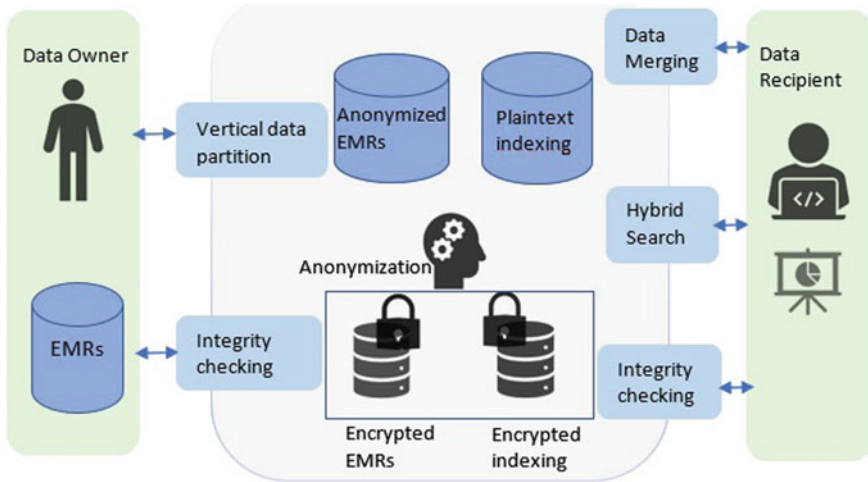 Data Owner
Vertical data
partition
EMRs
Integrity
checking
Anonymized
EMRs
Plaintext
indexing
Anonymization
Encrypted
EMRs
Encrypted
indexing
Data
Merging
Hybrid
Search
Integrity
checking
Data
Recipient
</>